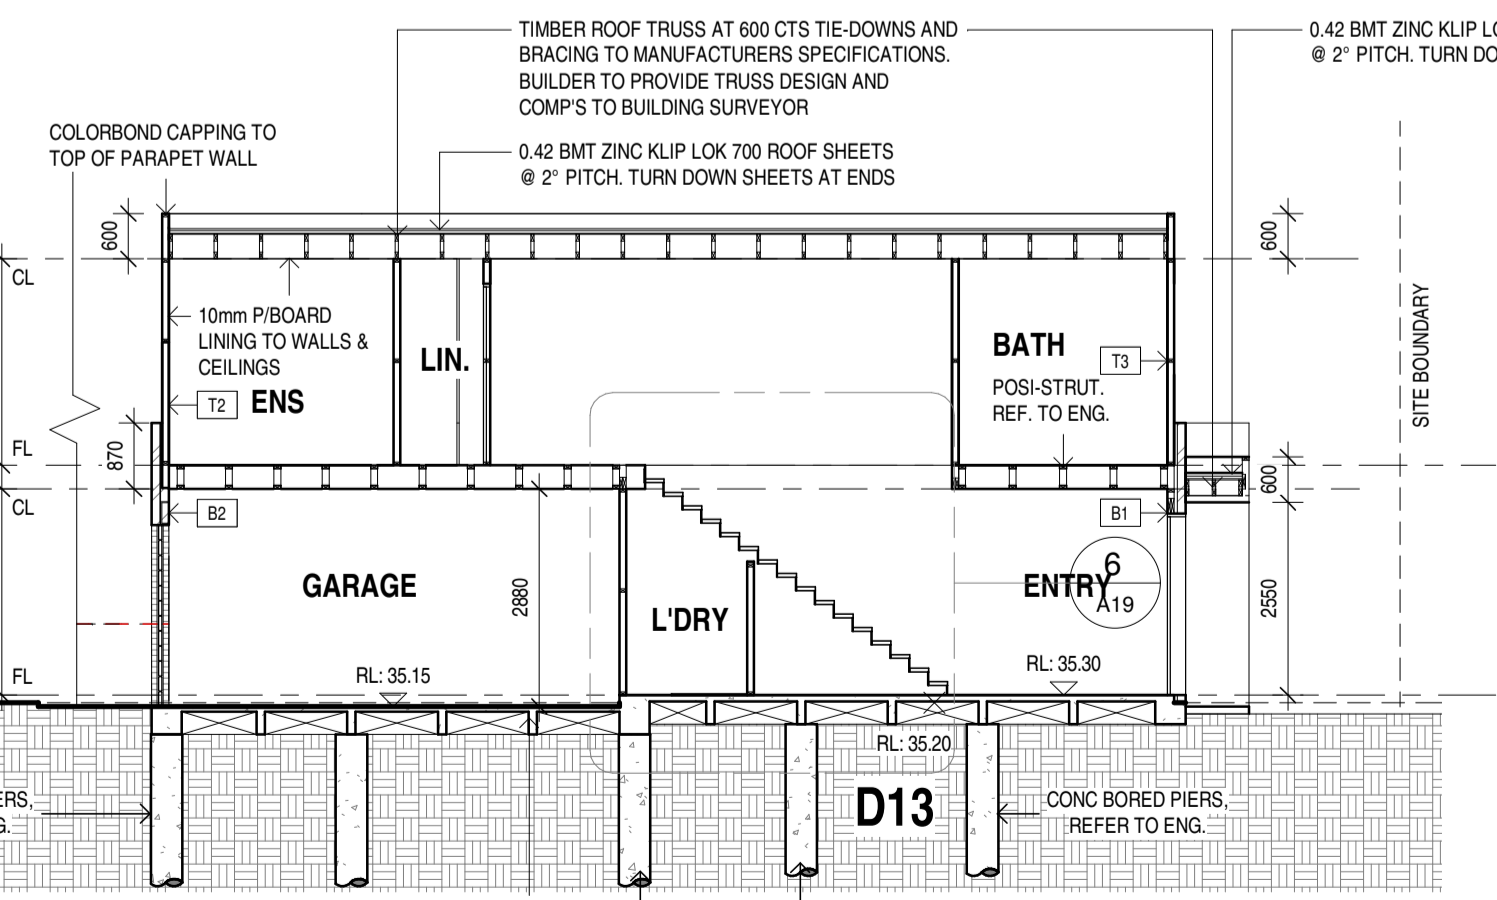 TIMBER ROOF TRUSS AT 600 CTS TIE-DOWNS AND
BRACING TO MANUFACTURERS SPECIFICATIONS.
BUILDER TO PROVIDE TRUSS DESIGN AND
COMP'S TO BUILDING SURVEYOR
0.42 BMT ZINC KLIP
@ 2° PITCH. TURN
COLORBOND CAPPING TO
TOP OF PARAPET WALL
0.42 BMT ZINC KLIP LOK 700 ROOF SHEETS
@ 2° PITCH. TURN DOWN SHEETS AT ENDS
600
600
CL
10mm P/BOARD
LINING TO WALLS &
CEILINGS
T2
ENS
LIN.
BATH
T3
POSI-STRUT.
REF. TO ENG.
SITE BOUNDARY
FL
870
600
CL
B2
B1
GARAGE
2880
L'DRY
ENTRY
6
A19
2550
FL
RL: 35.15
RL: 35.30
RL: 35.20
D13
CONC BORED PIERS,
REFER TO ENG.